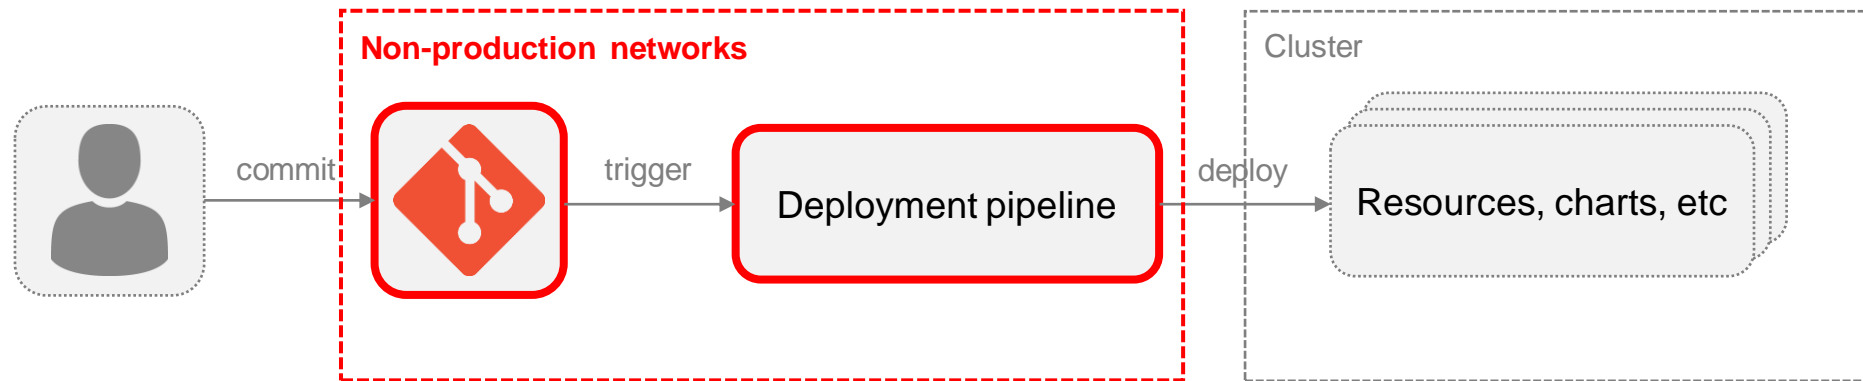 Non-production networks
Cluster
commit
trigger
deploy
Deployment pipeline
Resources, charts, etc